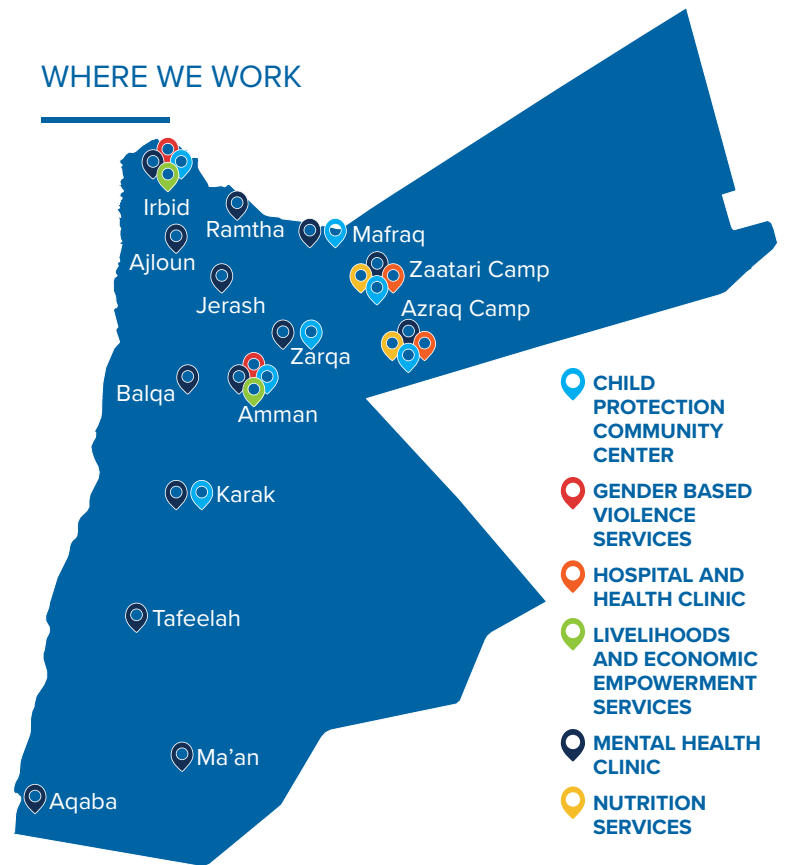 WHERE WE WORK
Irbid
Ramtha
Mafraq
Ajloun
Zaatari Camp
Jerash
Azraq Camp
Zarqa
Balqa
Amman
Karak
Tafeelah
Ma’an
Aqaba
CHILD
PROTECTION
COMMUNITY
CENTER
GENDER BASED
VIOLENCE
SERVICES
HOSPITAL AND
HEALTH CLINIC
LIVELIHOODS
AND ECONOMIC
EMPOWERMENT
SERVICES
MENTAL HEALTH
CLINIC
NUTRITION
SERVICES